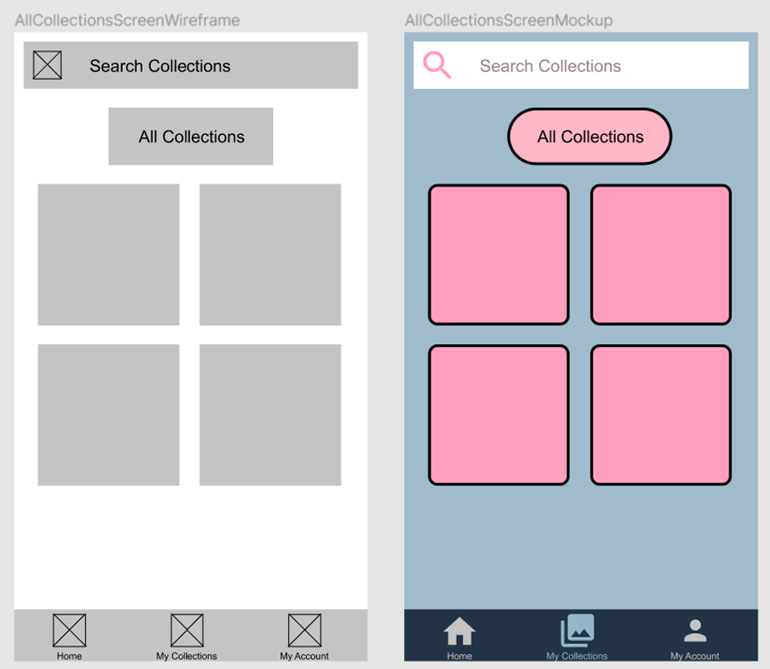 AllCollectionsScreenWireframe
Search Collections
All Collections
Home
My Collections
My Account
AllCollectionsScreenMockup
Search Collections
All Collections
Home
My Collections
My Account